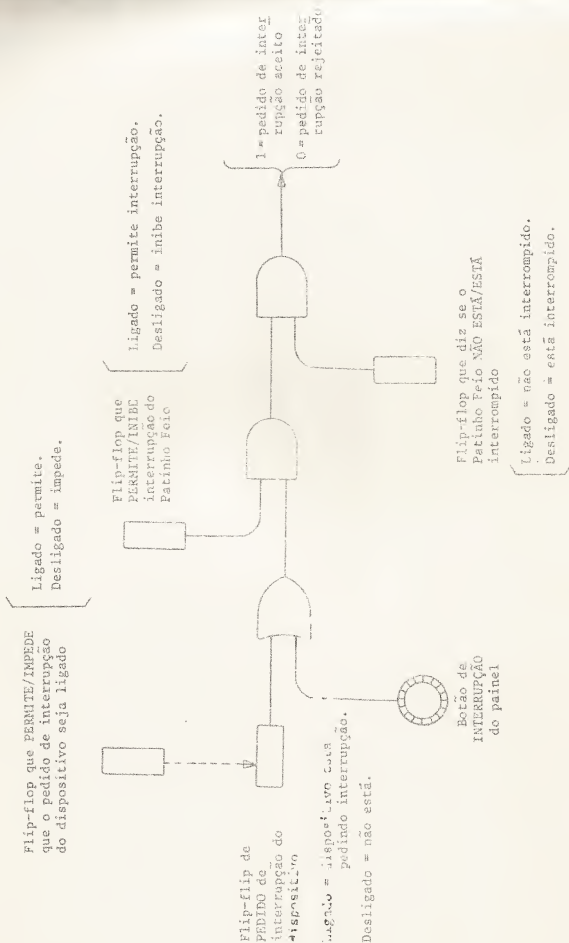 Flip-flop que PERMITE/IMPEDE
que o pedido de interrupção
do dispositivo seja ligado
Ligado = permite.
Desligado = impede.
Flip-flip de
PEDIDO de
interrupção do
dispositivo
Ligado = dispositivo está
pedindo interrupção.
Desligado = não está.
Flip-flop que
PERMITE/INIBE
interrupção do
Patinho Feio
Ligado = permite interrupção.
Desligado = inibe interrupção.
Botão de
INTERRUPÇÃO
do painel
Flip-flop que diz se o
Patinho Feio NÃO ESTÁ/ESTÁ
interrompido
Ligado = não está interrompido.
Desligado = está interrompido.
1 = pedido de inter
rupção aceito
0 = pedido de inter
rupção rejeitado